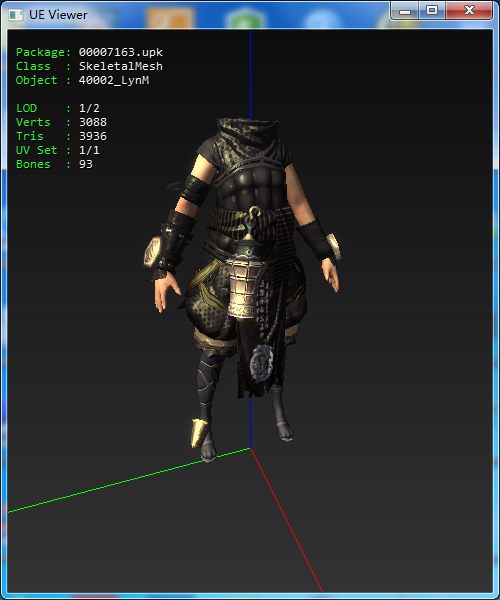 UE Viewer
Package: 00007163.upk
Class : SkeletalMesh
Object : 40002_LynM
LOD : 1/2
Verts : 3088
Tris : 3936
UV Set : 1/1
Bones : 93